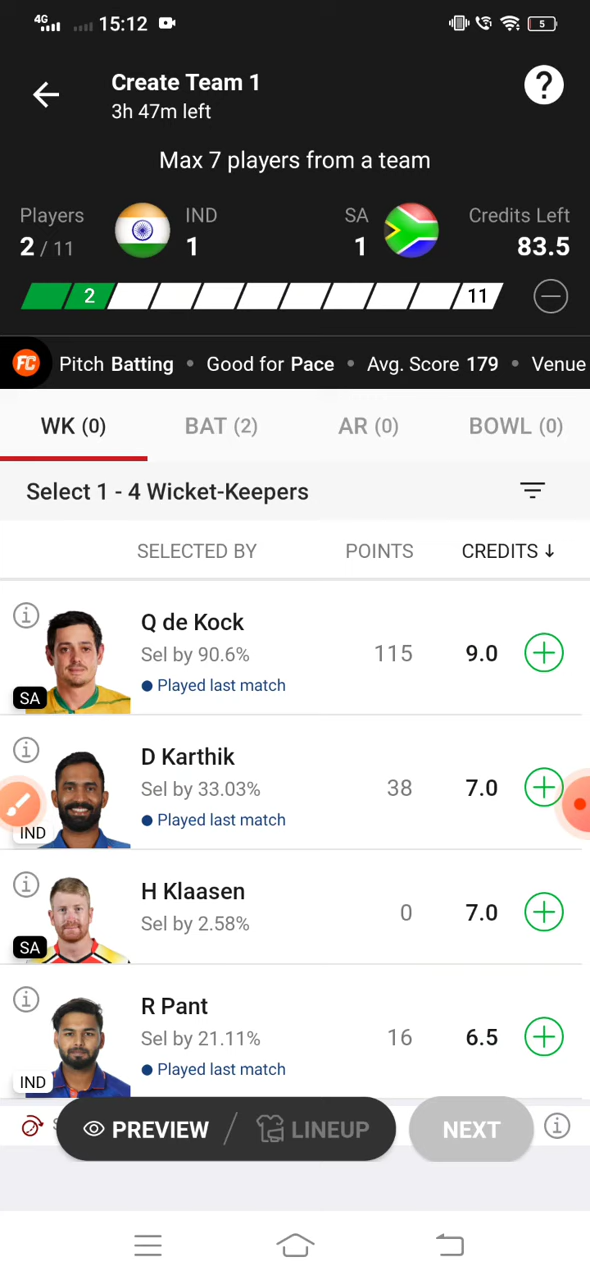 4G 15:12 5
Create Team 1
3h 47m left
?
Max 7 players from a team
Players IND SA Credits Left
2 / 11 1 1 83.5
2 11
FC Pitch Batting • Good for Pace • Avg. Score 179 • Venue
WK (0) BAT (2) AR (0) BOWL (0)
Select 1 - 4 Wicket-Keepers
SELECTED BY POINTS CREDITS ↓
Q de Kock
Sel by 90.6% 115 9.0
Played last match
SA
D Karthik
Sel by 33.03% 38 7.0
Played last match
IND
H Klaasen
Sel by 2.58% 0 7.0
SA
R Pant
Sel by 21.11% 16 6.5
Played last match
IND
PREVIEW / LINEUP NEXT